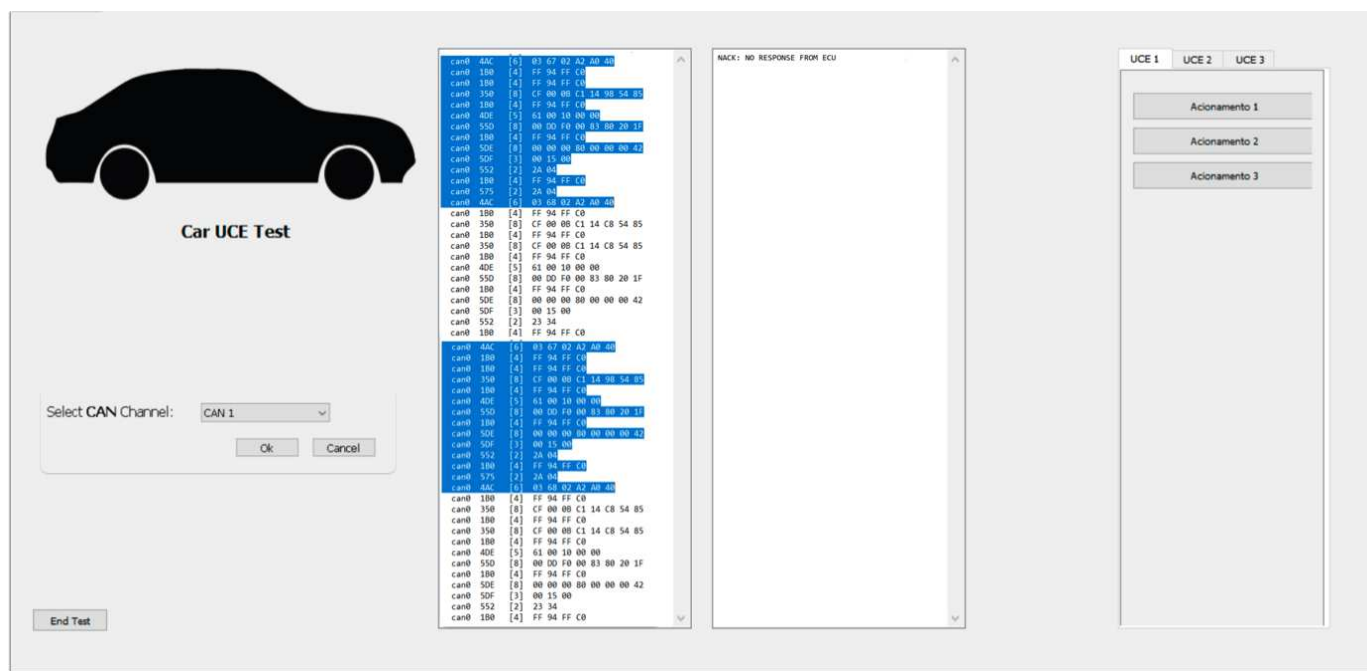 Car UCE Test
Select CAN Channel:
CAN 1
Ok
Cancel
End Test
can0 4AC [6] 03 67 02 A2 A0 40
can0 1B0 [4] FF 94 FF C0
can0 1B0 [4] FF 94 FF C0
can0 350 [8] CF 00 0B C1 14 98 54 85
can0 1B0 [4] FF 94 FF C0
can0 4DE [5] 61 00 10 00 00
can0 55D [8] 00 DD F0 00 83 80 20 1F
can0 1B0 [4] FF 94 FF C0
can0 5DE [8] 00 00 00 80 00 00 00 42
can0 5DF [3] 00 15 00
can0 552 [2] 2A 04
can0 1B0 [4] FF 94 FF C0
can0 575 [2] 2A 04
can0 4AC [6] 03 68 02 A2 A0 40
can0 1B0 [4] FF 94 FF C0
can0 350 [8] CF 00 0B C1 14 C8 54 85
can0 1B0 [4] FF 94 FF C0
can0 350 [8] CF 00 0B C1 14 C8 54 85
can0 1B0 [4] FF 94 FF C0
can0 4DE [5] 61 00 10 00 00
can0 55D [8] 00 DD F0 00 83 80 20 1F
can0 1B0 [4] FF 94 FF C0
can0 5DE [8] 00 00 00 80 00 00 00 42
can0 5DF [3] 00 15 00
can0 552 [2] 23 34
can0 1B0 [4] FF 94 FF C0
can0 4AC [6] 03 67 02 A2 A0 40
can0 1B0 [4] FF 94 FF C0
can0 1B0 [4] FF 94 FF C0
can0 350 [8] CF 00 0B C1 14 98 54 85
can0 1B0 [4] FF 94 FF C0
can0 4DE [5] 61 00 10 00 00
can0 55D [8] 00 DD F0 00 83 80 20 1F
can0 1B0 [4] FF 94 FF C0
can0 5DE [8] 00 00 00 80 00 00 00 42
can0 5DF [3] 00 15 00
can0 552 [2] 2A 04
can0 1B0 [4] FF 94 FF C0
can0 575 [2] 2A 04
can0 4AC [6] 03 68 02 A2 A0 40
can0 1B0 [4] FF 94 FF C0
can0 350 [8] CF 00 0B C1 14 C8 54 85
can0 1B0 [4] FF 94 FF C0
can0 350 [8] CF 00 0B C1 14 C8 54 85
can0 1B0 [4] FF 94 FF C0
can0 4DE [5] 61 00 10 00 00
can0 55D [8] 00 DD F0 00 83 80 20 1F
can0 1B0 [4] FF 94 FF C0
can0 5DE [8] 00 00 00 80 00 00 00 42
can0 5DF [3] 00 15 00
can0 552 [2] 23 34
can0 1B0 [4] FF 94 FF C0
NACK: NO RESPONSE FROM ECU
UCE 1 UCE 2 UCE 3
Acionamento 1
Acionamento 2
Acionamento 3